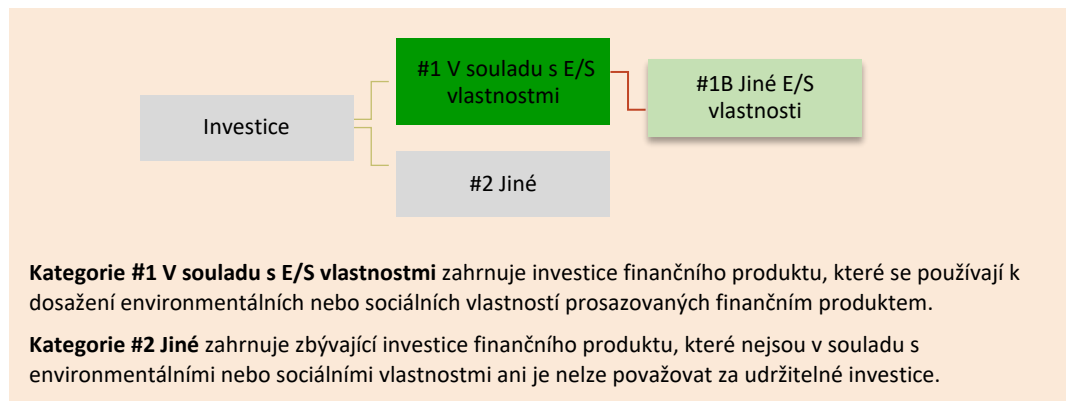 #1 V souladu s E/S
vlastnostmi
#1B Jiné E/S
vlastnosti
Investice
#2 Jiné
Kategorie #1 V souladu s E/S vlastnostmi zahrnuje investice finančního produktu, které se používají k
dosažení environmentálních nebo sociálních vlastností prosazovaných finančním produktem.
Kategorie #2 Jiné zahrnuje zbývající investice finančního produktu, které nejsou v souladu s
environmentálními nebo sociálními vlastnostmi ani je nelze považovat za udržitelné investice.